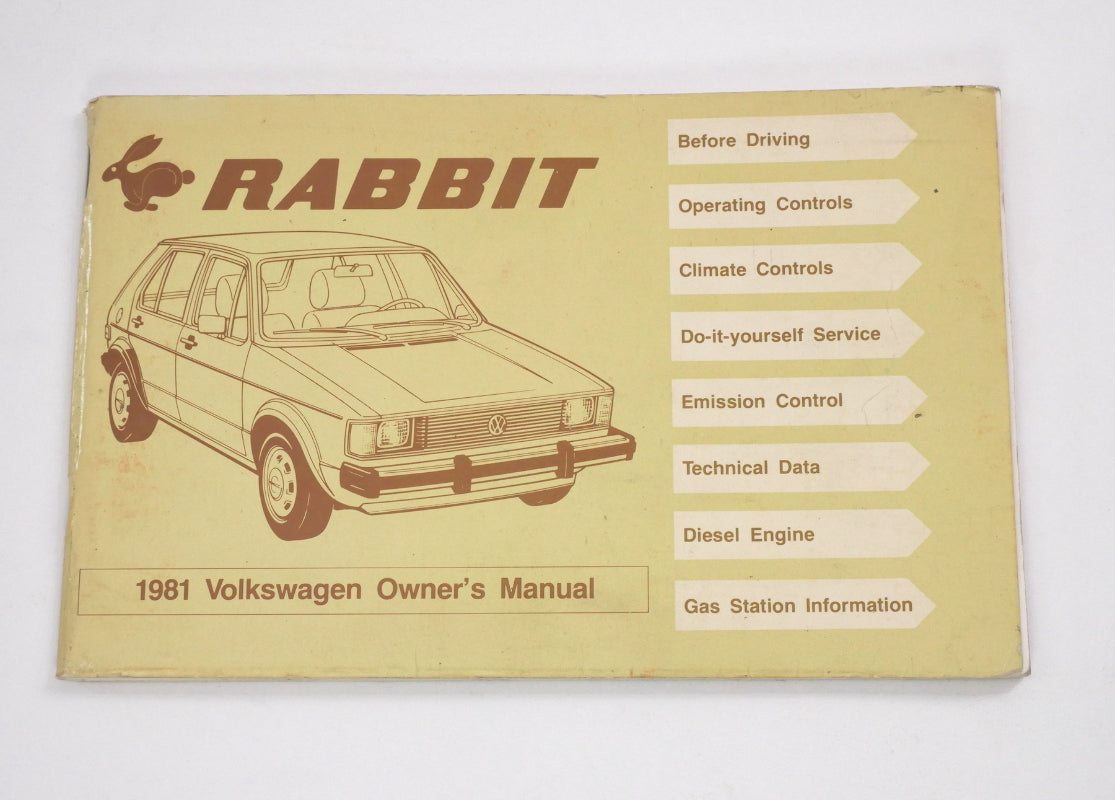 RABBIT
1981 Volkswagen Owner's Manual
Before Driving
Operating Controls
Climate Controls
Do-it-yourself Service
Emission Control
Technical Data
Diesel Engine
Gas Station Information